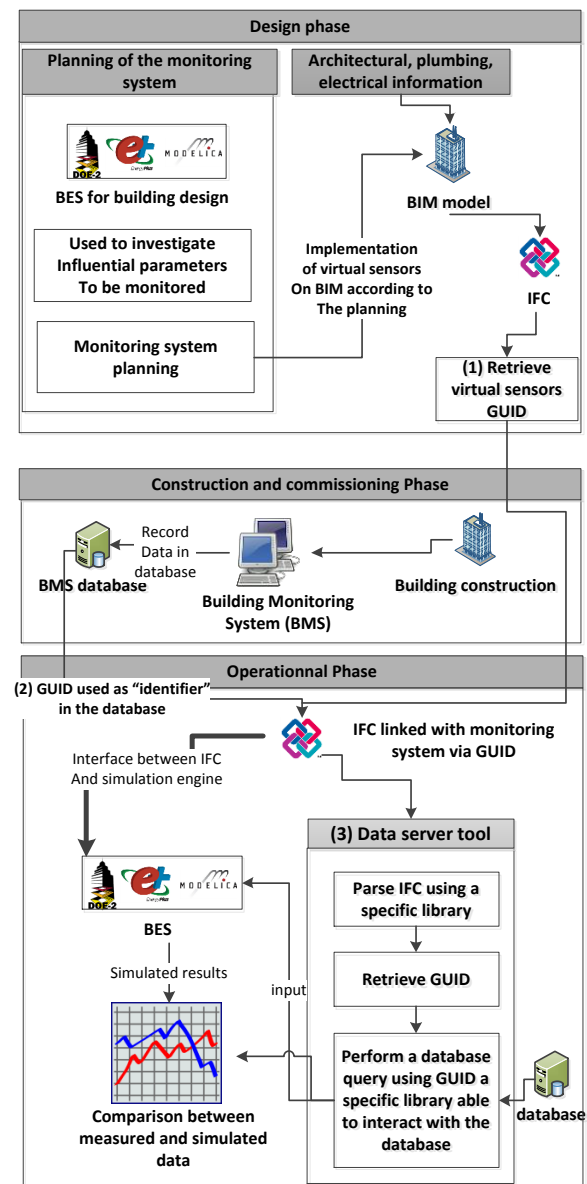 Design phase
Planning of the monitoring
system
Architectural, plumbing,
electrical information
DOE-2
EnergyPlus
MODELICA
BES for building design
BIM model
Used to investigate
Influential parameters
To be monitored
Implementation
of virtual sensors
On BIM according to
The planning
IFC
Monitoring system
planning
(1) Retrieve
virtual sensors
GUID
Construction and commissioning Phase
Record
Data in
database
BMS database
Building Monitoring
System (BMS)
Building construction
Operationnal Phase
(2) GUID used as “identifier”
in the database
IFC linked with monitoring
system via GUID
Interface between IFC
And simulation engine
(3) Data server tool
Parse IFC using a
specific library
DOE-2
EnergyPlus
MODELICA
BES
Simulated results
input
Retrieve GUID
Perform a database
query using GUID a
specific library able
to interact with the
database
database
Comparison between
measured and simulated
data